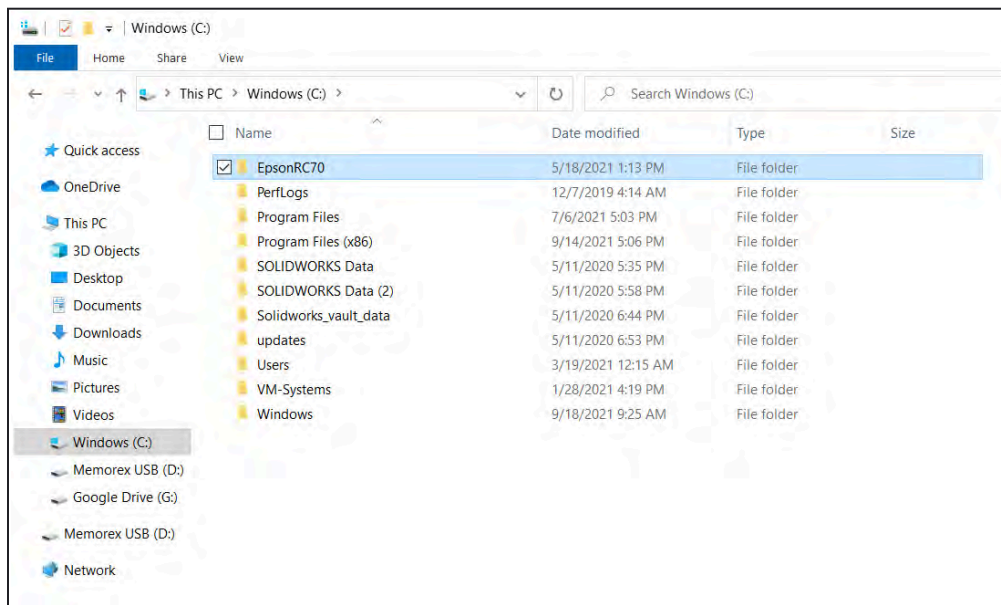 Windows (C:)
File Home Share View
This PC > Windows (C:) >
Search Windows (C:)
Name Date modified Type Size
Quick access
OneDrive
This PC
3D Objects
Desktop
Documents
Downloads
Music
Pictures
Videos
Windows (C:)
Memorex USB (D:)
Google Drive (G:)
Memorex USB (D:)
Network
EpsonRC70 5/18/2021 1:13 PM File folder
PerfLogs 12/7/2019 4:14 AM File folder
Program Files 7/6/2021 5:03 PM File folder
Program Files (x86) 9/14/2021 5:06 PM File folder
SOLIDWORKS Data 5/11/2020 5:35 PM File folder
SOLIDWORKS Data (2) 5/11/2020 5:58 PM File folder
Solidworks_vault_data 5/11/2020 6:44 PM File folder
updates 5/11/2020 6:53 PM File folder
Users 3/19/2021 12:15 AM File folder
VM-Systems 1/28/2021 4:19 PM File folder
Windows 9/18/2021 9:25 AM File folder